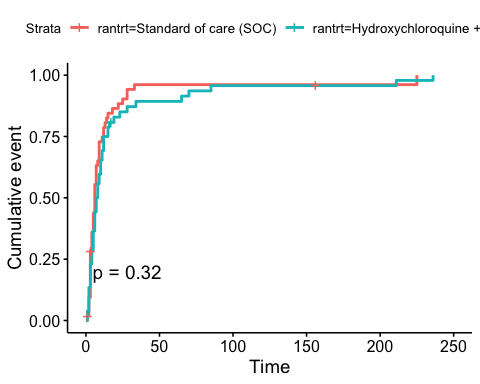 Strata rantrt=Standard of care (SOC) rantrt=Hydroxychloroquine +
1.00
0.75
0.50
0.25
0.00
Cumulative event
p = 0.32
0 50 100 150 200 250
Time